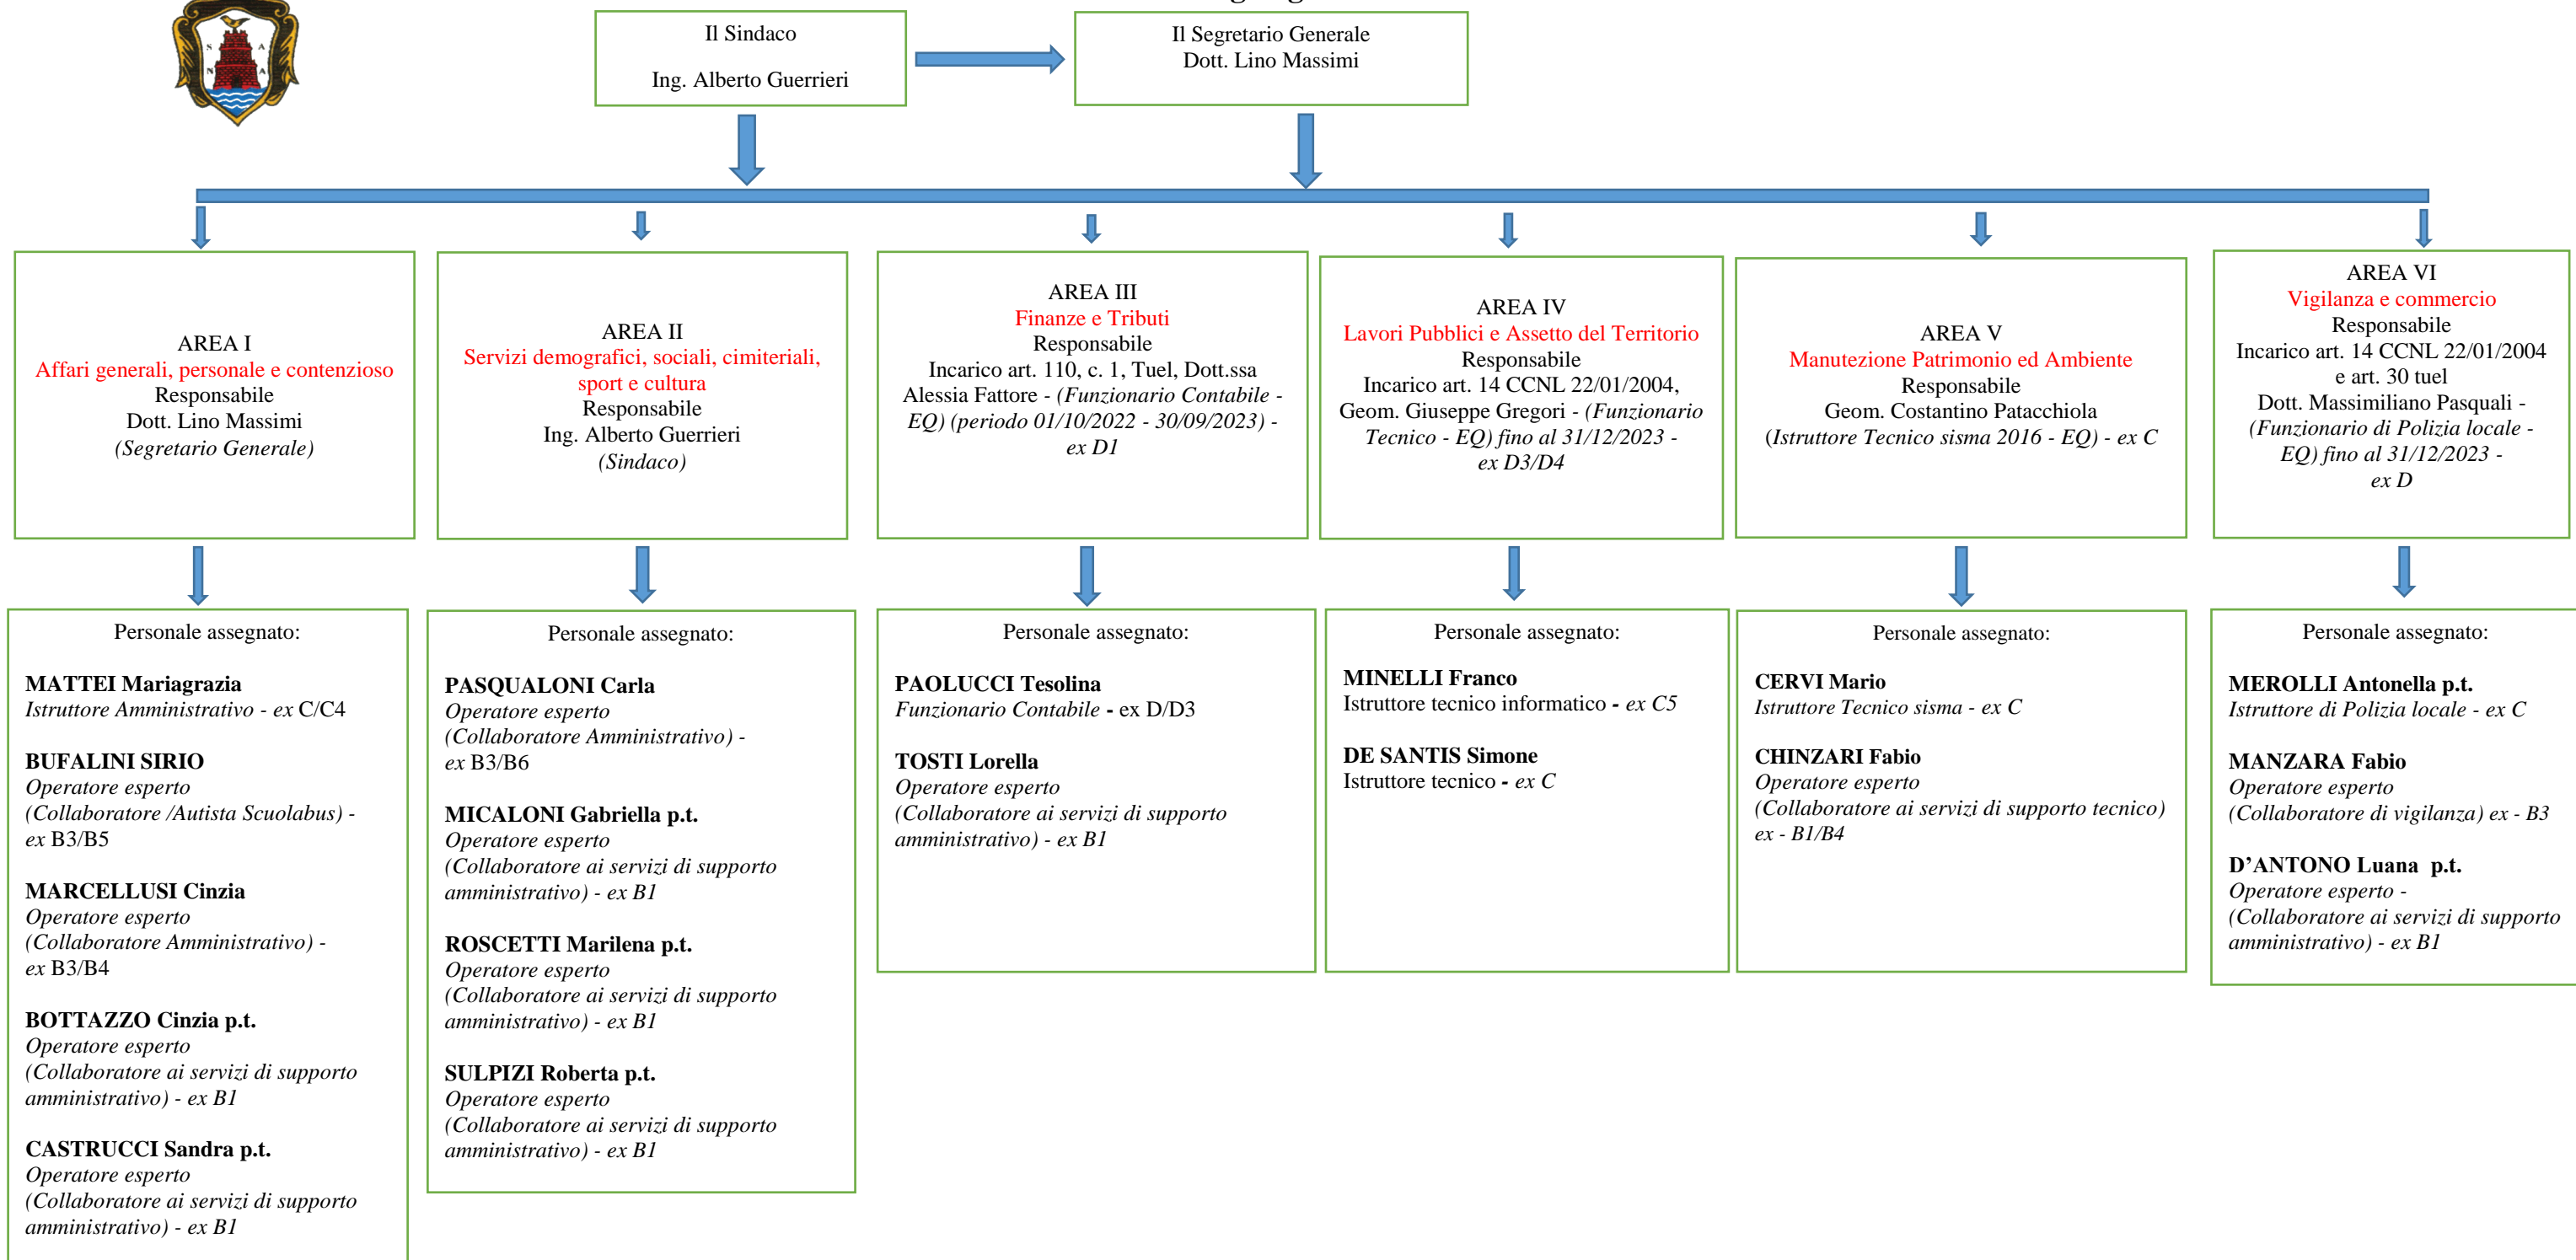 S A
N A
Il Sindaco
Ing. Alberto Guerrieri
Il Segretario Generale
Dott. Lino Massimi
AREA I
Affari generali, personale e contenzioso
Responsabile
Dott. Lino Massimi
(Segretario Generale)
AREA II
Servizi demografici, sociali, cimiteriali,
sport e cultura
Responsabile
Ing. Alberto Guerrieri
(Sindaco)
AREA III
Finanze e Tributi
Responsabile
Incarico art. 110, c. 1, Tuel, Dott.ssa
Alessia Fattore - (Funzionario Contabile -
EQ) (periodo 01/10/2022 - 30/09/2023) -
ex D1
AREA IV
Lavori Pubblici e Assetto del Territorio
Responsabile
Incarico art. 14 CCNL 22/01/2004,
Geom. Giuseppe Gregori - (Funzionario
Tecnico - EQ) fino al 31/12/2023 -
ex D3/D4
AREA V
Manutezione Patrimonio ed Ambiente
Responsabile
Geom. Costantino Patacchiola
(Istruttore Tecnico sisma 2016 - EQ) - ex C
AREA VI
Vigilanza e commercio
Responsabile
Incarico art. 14 CCNL 22/01/2004
e art. 30 tuel
Dott. Massimiliano Pasquali -
(Funzionario di Polizia locale -
EQ) fino al 31/12/2023 -
ex D
Personale assegnato:
MATTEI Mariagrazia
Istruttore Amministrativo - ex C/C4
BUFALINI SIRIO
Operatore esperto
(Collaboratore /Autista Scuolabus) -
ex B3/B5
MARCELLUSI Cinzia
Operatore esperto
(Collaboratore Amministrativo) -
ex B3/B4
BOTTAZZO Cinzia p.t.
Operatore esperto
(Collaboratore ai servizi di supporto
amministrativo) - ex B1
CASTRUCCI Sandra p.t.
Operatore esperto
(Collaboratore ai servizi di supporto
amministrativo) - ex B1
Personale assegnato:
PASQUALONI Carla
Operatore esperto
(Collaboratore Amministrativo) -
ex B3/B6
MICALONI Gabriella p.t.
Operatore esperto
(Collaboratore ai servizi di supporto
amministrativo) - ex B1
ROSCETTI Marilena p.t.
Operatore esperto
(Collaboratore ai servizi di supporto
amministrativo) - ex B1
SULPIZI Roberta p.t.
Operatore esperto
(Collaboratore ai servizi di supporto
amministrativo) - ex B1
Personale assegnato:
PAOLUCCI Tesolina
Funzionario Contabile - ex D/D3
TOSTI Lorella
Operatore esperto
(Collaboratore ai servizi di supporto
amministrativo) - ex B1
Personale assegnato:
MINELLI Franco
Istruttore tecnico informatico - ex C5
DE SANTIS Simone
Istruttore tecnico - ex C
Personale assegnato:
CERVI Mario
Istruttore Tecnico sisma - ex C
CHINZARI Fabio
Operatore esperto
(Collaboratore ai servizi di supporto tecnico)
ex - B1/B4
Personale assegnato:
MEROLLI Antonella p.t.
Istruttore di Polizia locale - ex C
MANZARA Fabio
Operatore esperto
(Collaboratore di vigilanza) ex - B3
D’ANTONO Luana p.t.
Operatore esperto -
(Collaboratore ai servizi di supporto
amministrativo) - ex B1